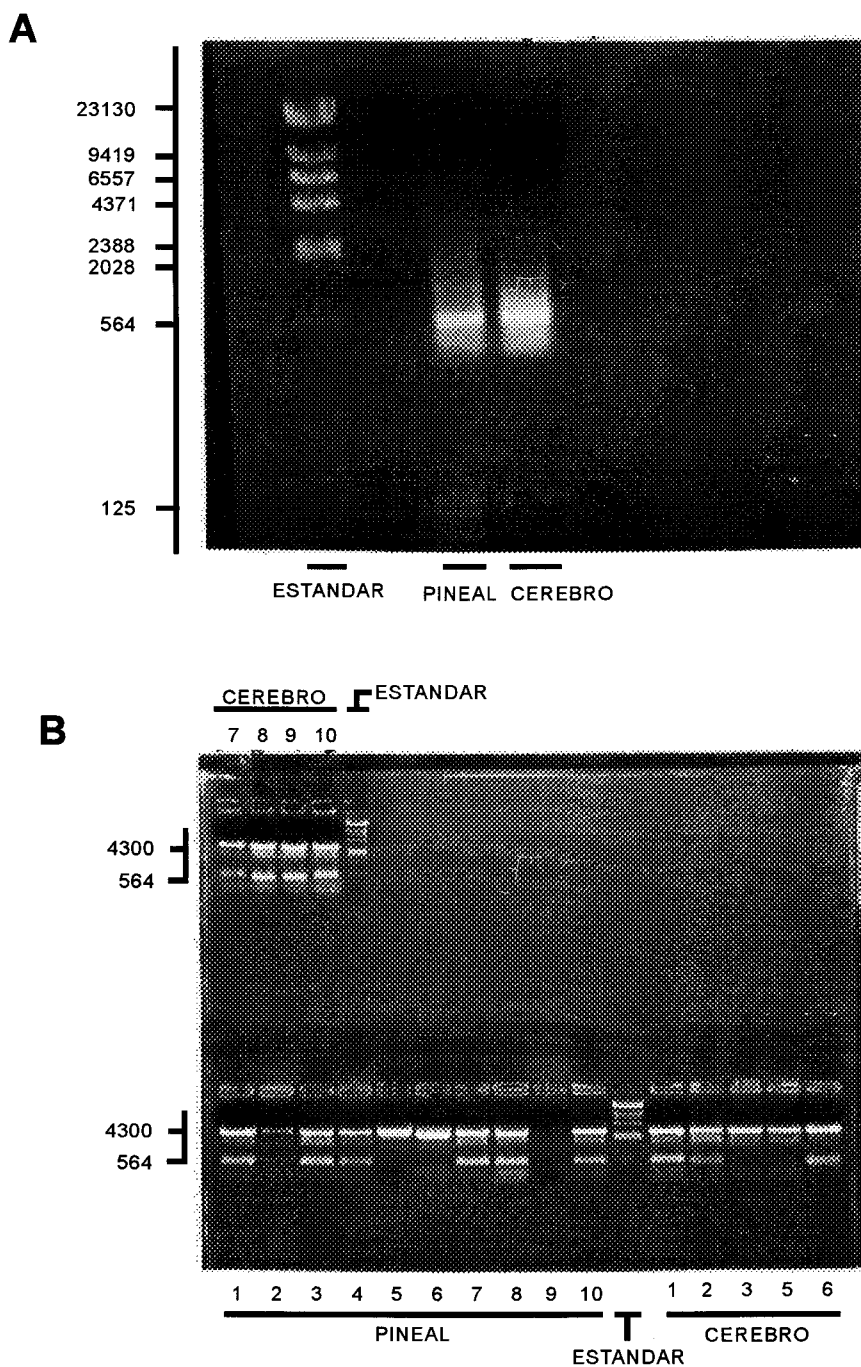 A
23130
9419
6557
4371
2388
2028
564
125
ESTANDAR PINEAL CEREBRO
B
CEREBRO ESTANDAR
7 8 9 10
4300
564
4300
564
1 2 3 4 5 6 7 8 9 10 1 2 3 5 6
PINEAL CEREBRO
ESTANDAR